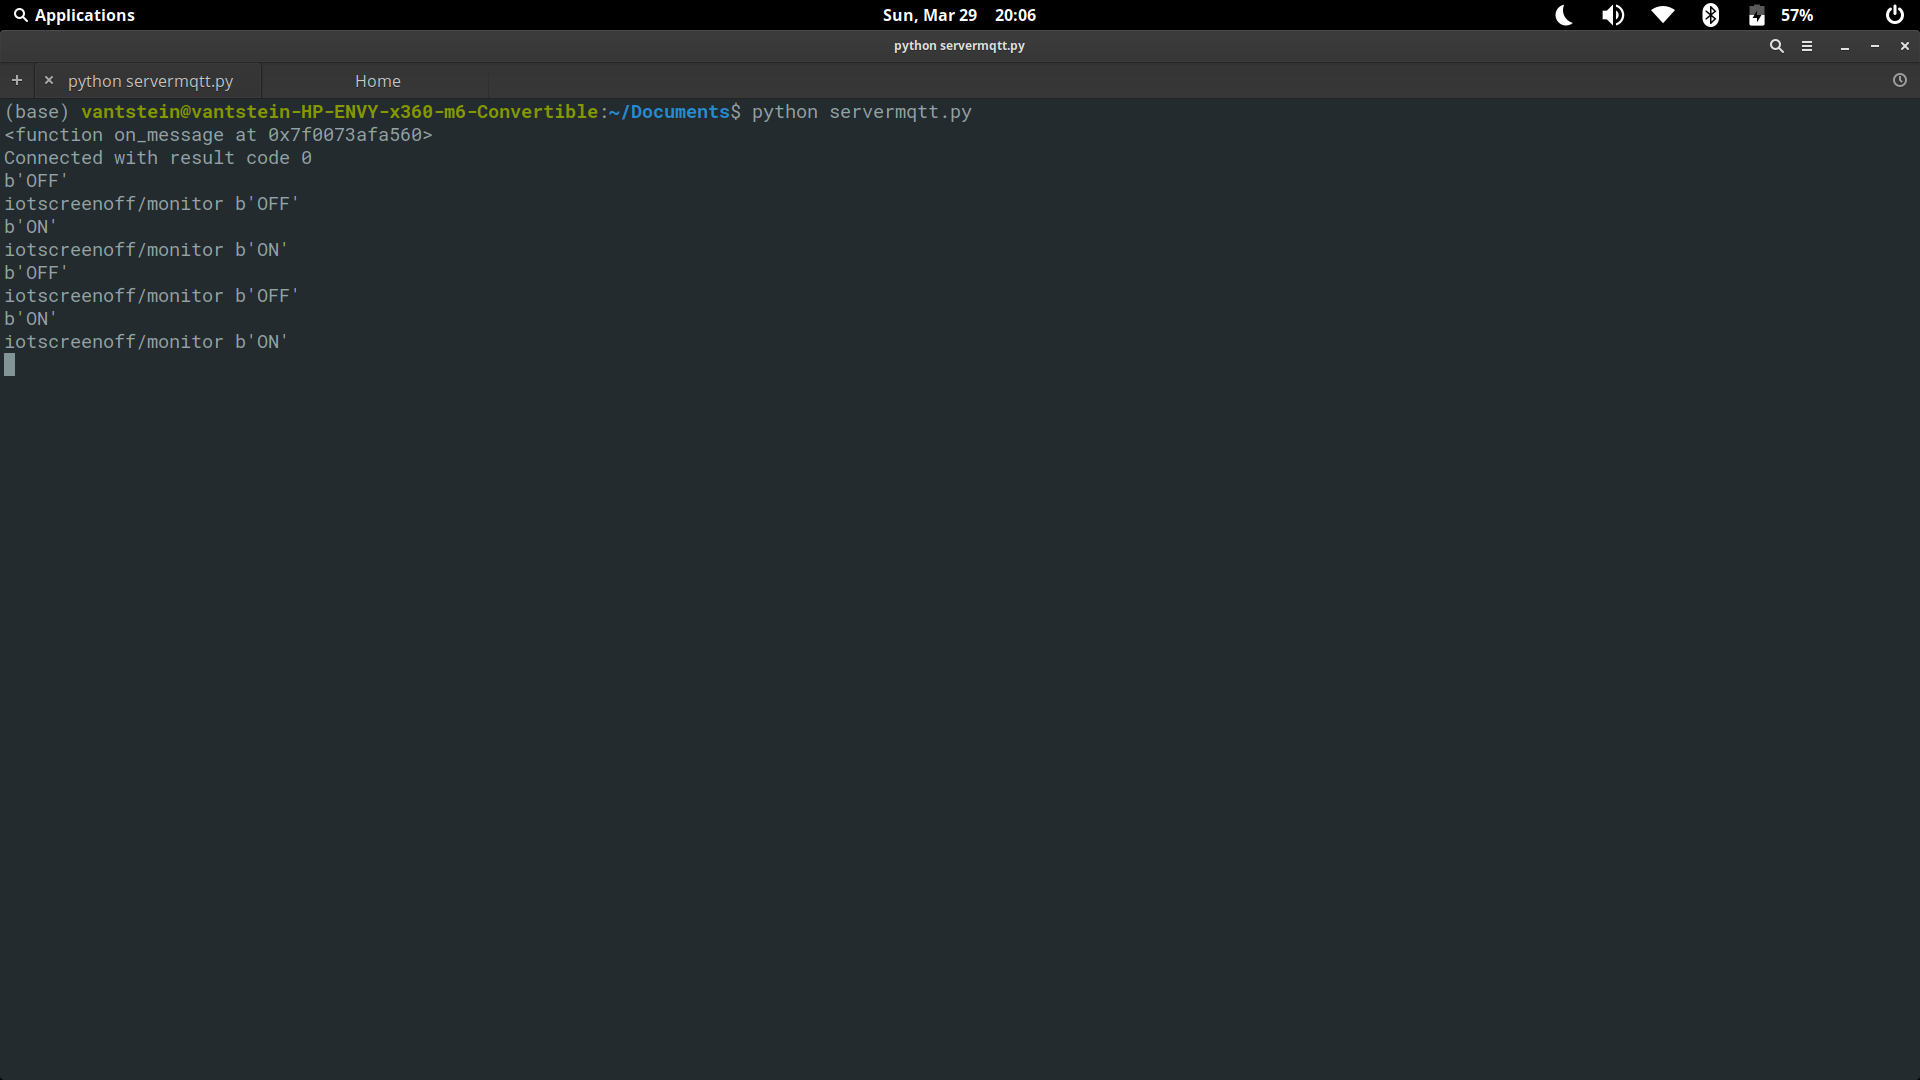 Applications
Sun, Mar 29 20:06
57%
python servermqtt.py
python servermqtt.py
Home
(base) vantstein@vantstein-HP-ENVY-x360-m6-Convertible:~/Documents$ python servermqtt.py
<function on_message at 0x7f0073afa560>
Connected with result code 0
b'OFF'
iotscreenoff/monitor b'OFF'
b'ON'
iotscreenoff/monitor b'ON'
b'OFF'
iotscreenoff/monitor b'OFF'
b'ON'
iotscreenoff/monitor b'ON'